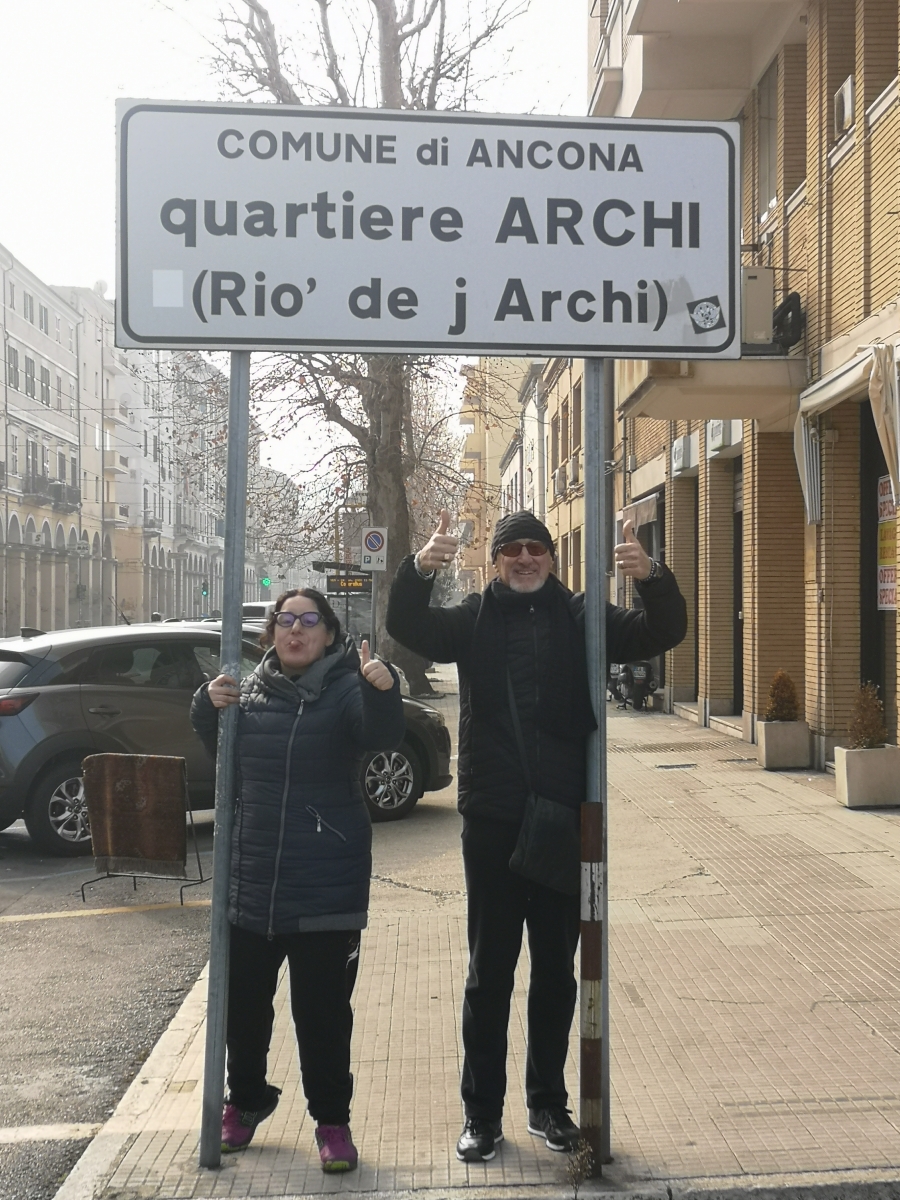 COMUNE di ANCONA
quartiere ARCHI
(Rio' de j Archi)
P